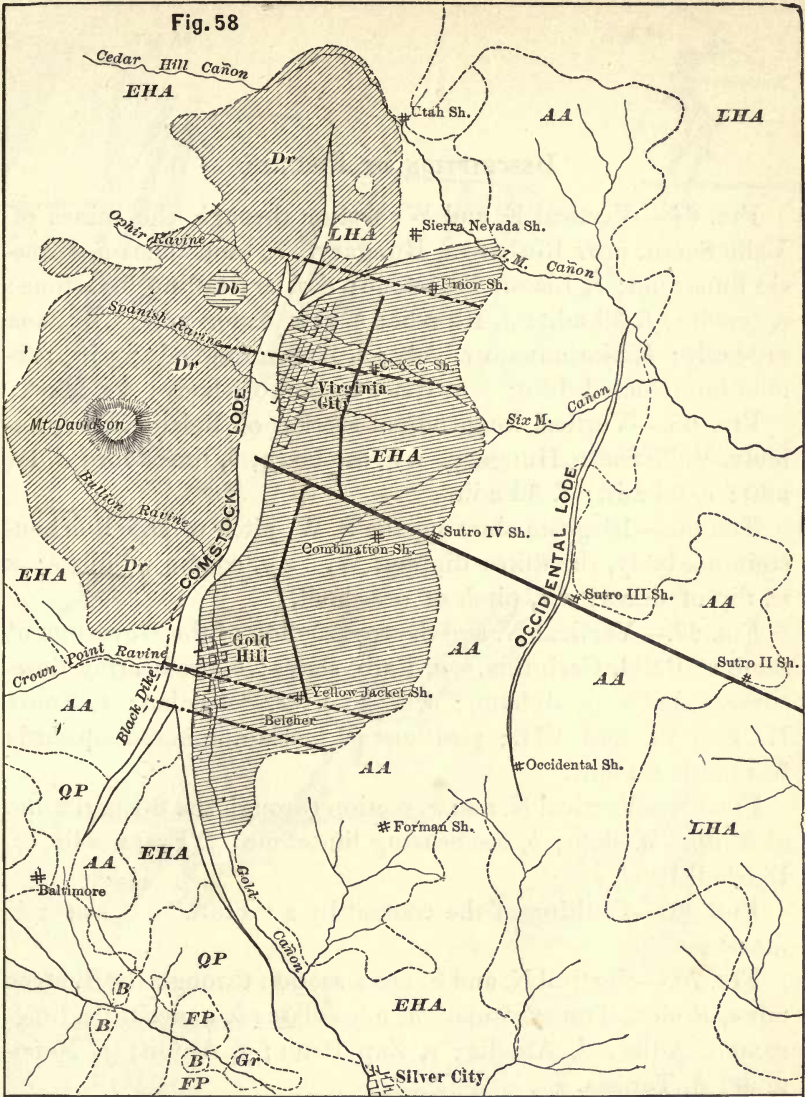 Fig. 58
Cedar Hill Cañon
EHA
Utah Sh.
AA
LHA
Dr
Ophir Ravine
LHA
Sierra Nevada Sh.
7. M. Cañon
Db
Union Sh.
Spanish Ravine
Dr
C. & C. Sh.
Virginia
City
Mt. Davidson
COMSTOCK LODE
Six M. Cañon
EHA
Bullion Ravine
Sutro IV Sh.
Combination Sh.
OCCIDENTAL LODE
EHA
Dr
Sutro III Sh.
AA
Gold
Hill
AA
Crown Point Ravine
Sutro II Sh.
AA
Yellow Jacket Sh.
AA
Black Dike
Belcher
AA
Occidental Sh.
QP
Forman Sh.
LHA
AA
EHA
Baltimore
Gold Cañon
QP
EHA
B
FP
B
B
Gr
FP
Silver City